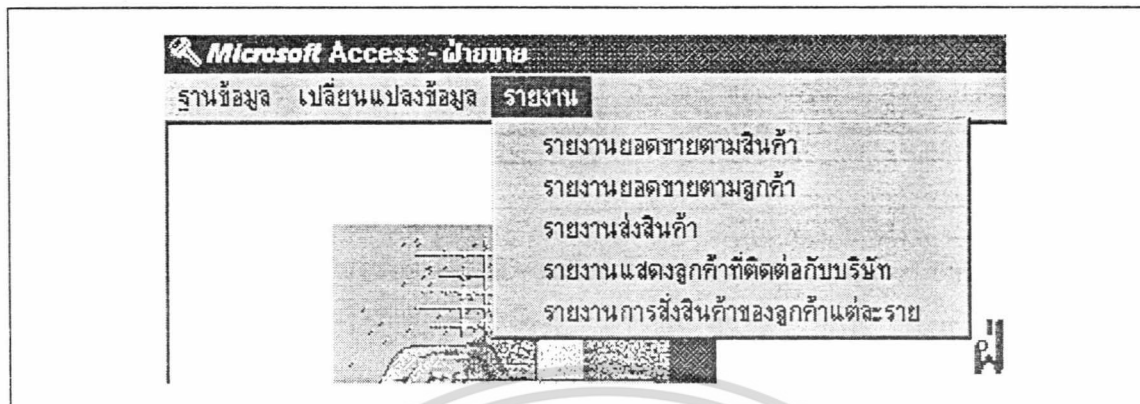 Microsoft Access - ฝ่ายขาย
ฐานข้อมูล เปลี่ยนแปลงข้อมูล รายงาน
รายงานยอดขายตามสินค้า
รายงานยอดขายตามลูกค้า
รายงานส่งสินค้า
รายงานแสดงลูกค้าที่ติดต่อกับบริษัท
รายงานการสั่งสินค้าของลูกค้าแต่ละราย